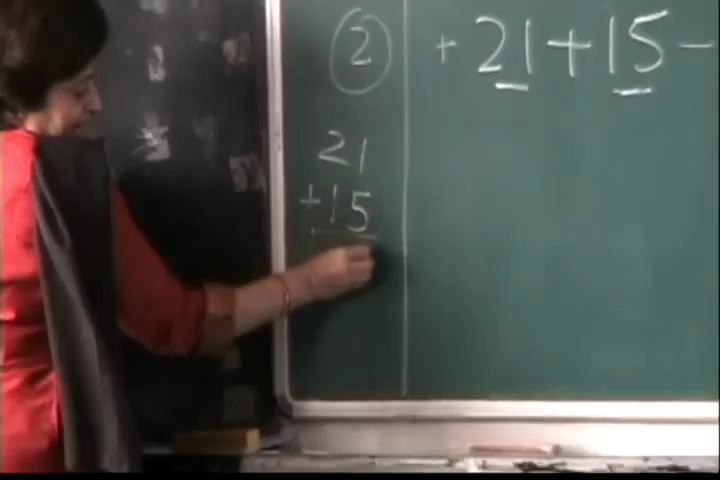 2
+ 21 + 15 -
21
+ 15